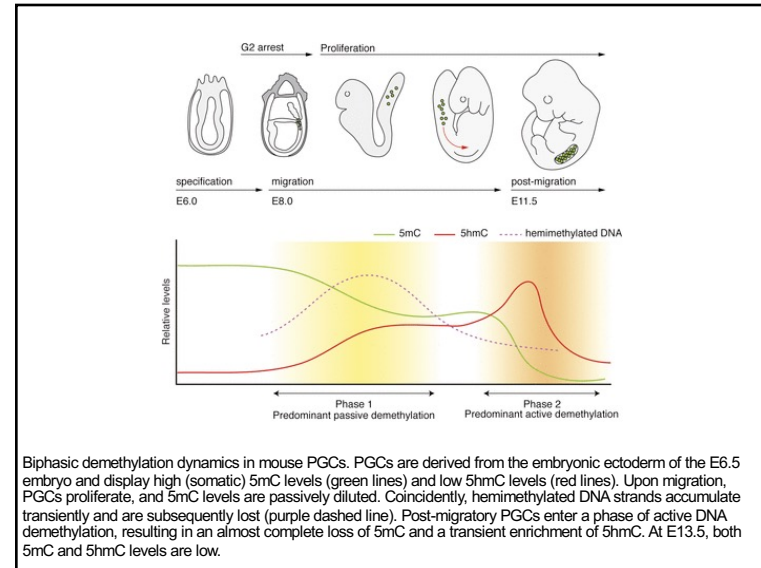 G2 arrest Proliferation
specification migration post-migration
E6.0 E8.0 E11.5
5mC 5hmC hemimethylated DNA
Relative levels
Phase 1 Phase 2
Predominant passive demethylation Predominant active demethylation
Biphasic demethylation dynamics in mouse PGCs. PGCs are derived from the embryonic ectoderm of the E6.5
embryo and display high (somatic) 5mC levels (green lines) and low 5hmC levels (red lines). Upon migration,
PGCs proliferate, and 5mC levels are passively diluted. Coincidently, hemimethylated DNA strands accumulate
transiently and are subsequently lost (purple dashed line). Post-migratory PGCs enter a phase of active DNA
demethylation, resulting in an almost complete loss of 5mC and a transient enrichment of 5hmC. At E13.5, both
5mC and 5hmC levels are low.